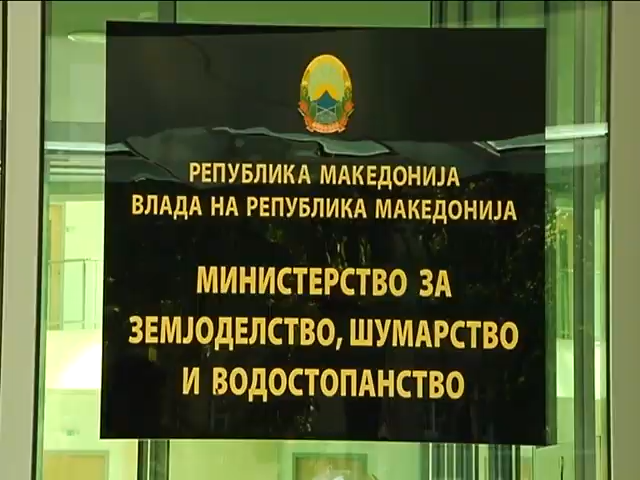 РЕПУБЛИКА МАКЕДОНИЈА
ВЛАДА НА РЕПУБЛИКА МАКЕДОНИЈА
МИНИСТЕРСТВО ЗА
ЗЕМЈОДЕЛСТВО, ШУМАРСТВО
И ВОДОСТОПАНСТВО